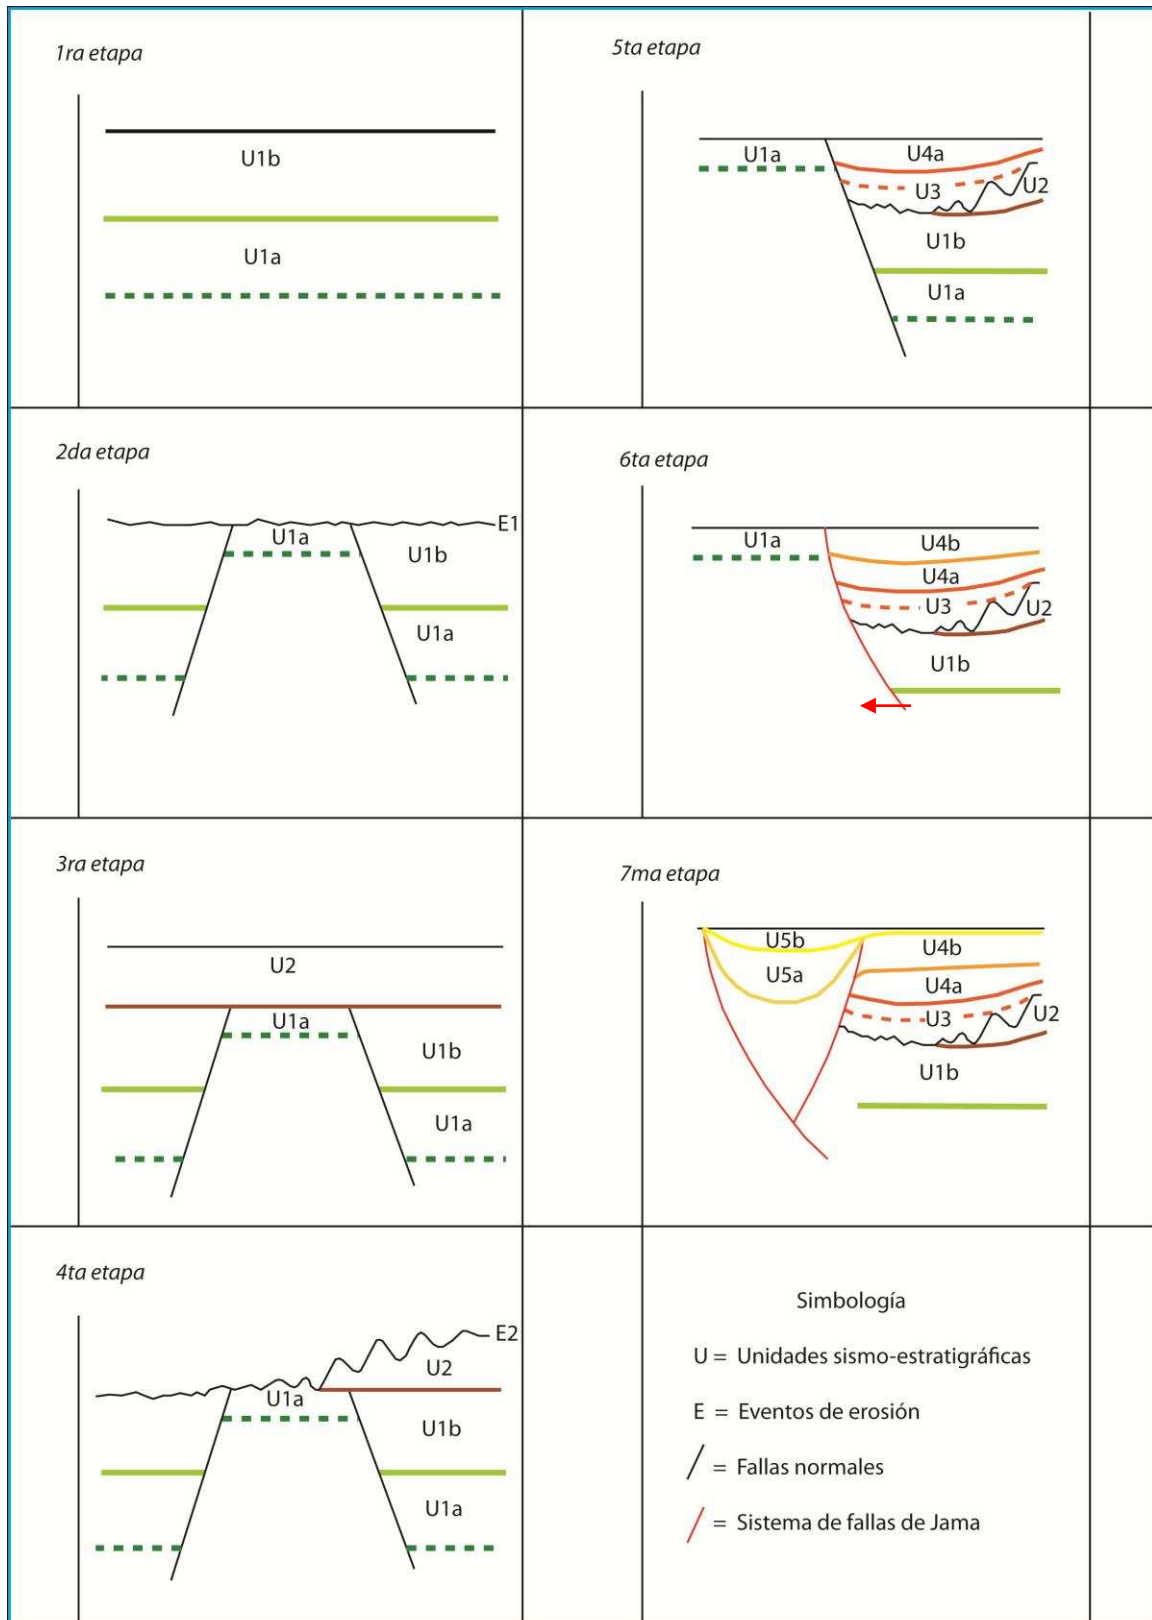 1ra etapa
U1b
U1a
2da etapa
E1
U1a
U1b
U1a
3ra etapa
U2
U1a
U1b
U1a
4ta etapa
E2
U2
U1a
U1b
U1a
5ta etapa
U1a
U4a
U3
U2
U1b
U1a
6ta etapa
U1a
U4b
U4a
U3
U2
U1b
7ma etapa
U5b
U4b
U5a
U4a
U3
U2
U1b
Simbología
U = Unidades sismo-estratigráficas
E = Eventos de erosión
= Fallas normales
= Sistema de fallas de Jama